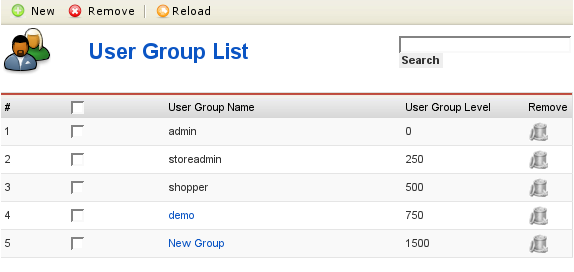 New Remove Reload
User Group List
Search
# User Group Name User Group Level Remove
1 admin 0
2 storeadmin 250
3 shopper 500
4 demo 750
5 New Group 1500